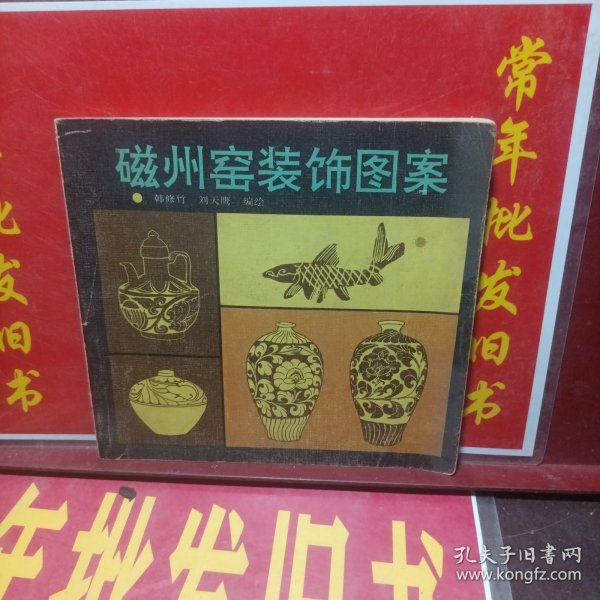 磁州窑装饰图案
韩修竹 刘天鹰 编绘
常年批发旧书
批发旧书
孔夫子旧书网
www.kongfz.com